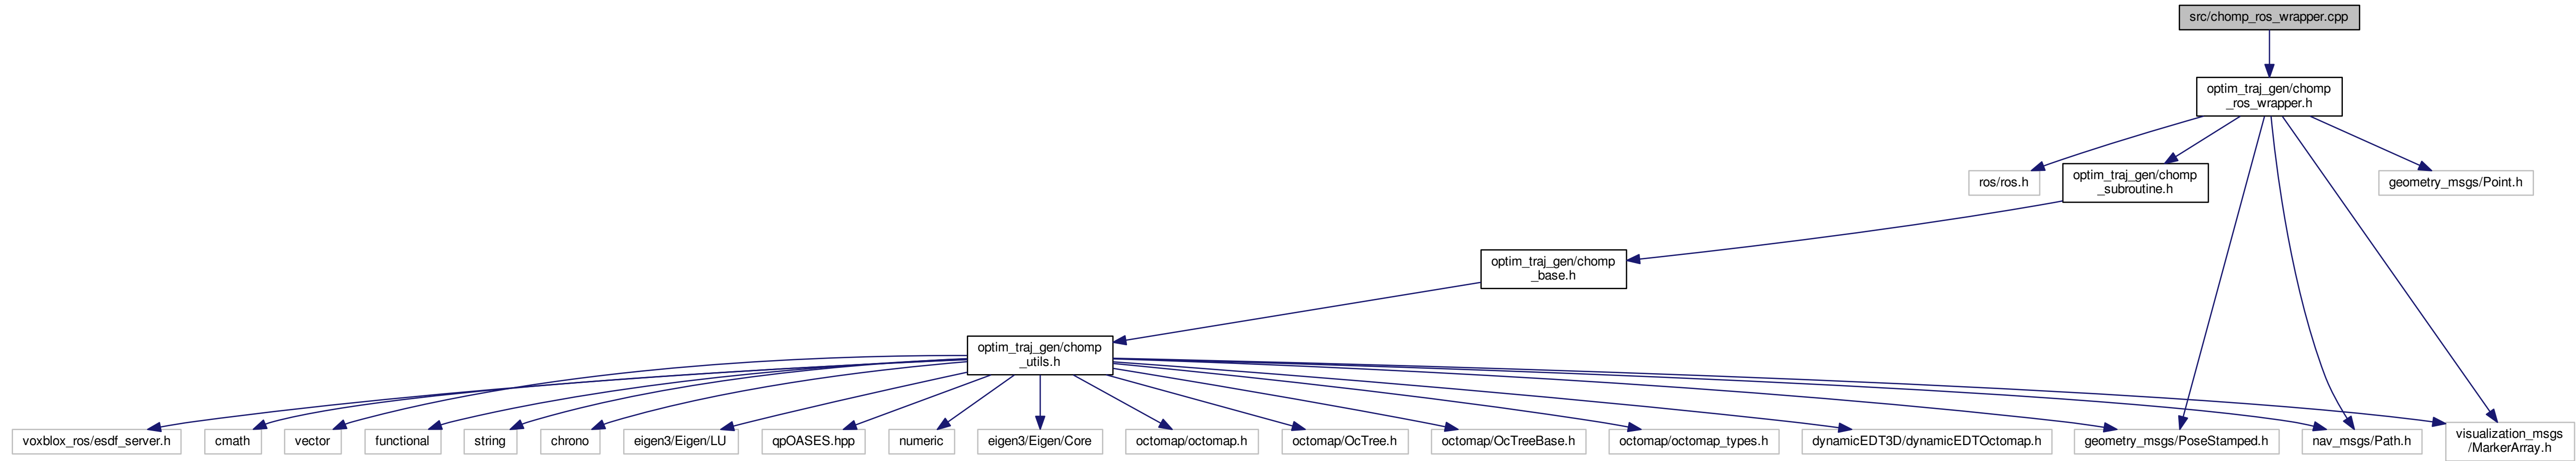 src/chomp_ros_wrapper.cpp
optim_traj_gen/chomp
_ros_wrapper.h
ros/ros.h
optim_traj_gen/chomp
_subroutine.h
geometry_msgs/Point.h
optim_traj_gen/chomp
_base.h
optim_traj_gen/chomp
_utils.h
voxblox_ros/esdf_server.h
cmath
vector
functional
string
chrono
eigen3/Eigen/LU
qpOASES.hpp
numeric
eigen3/Eigen/Core
octomap/octomap.h
octomap/OcTree.h
octomap/OcTreeBase.h
octomap/octomap_types.h
dynamicEDT3D/dynamicEDTOctomap.h
geometry_msgs/PoseStamped.h
nav_msgs/Path.h
visualization_msgs
/MarkerArray.h